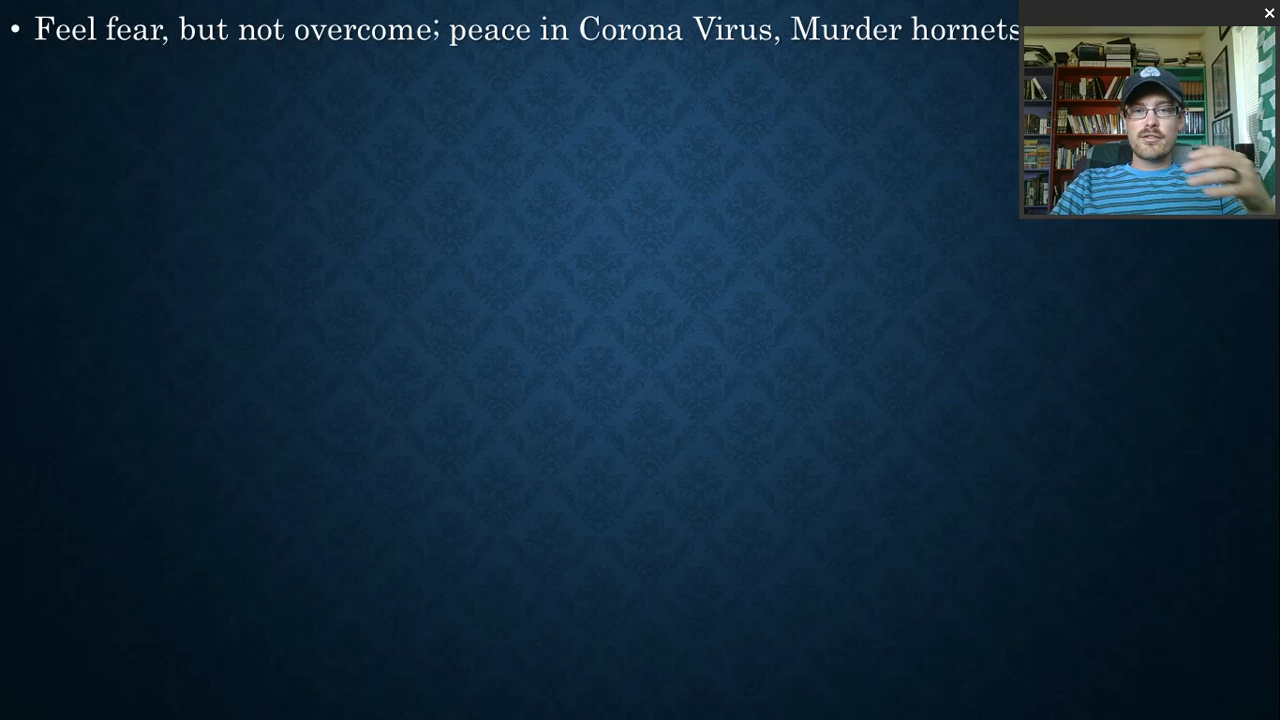 • Feel fear, but not overcome; peace in Corona Virus, Murder hornets